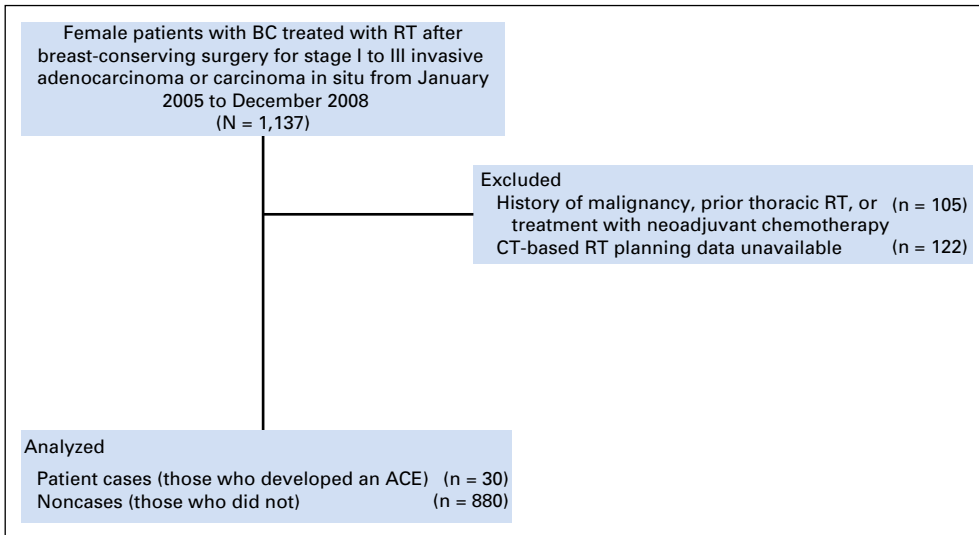 Female patients with BC treated with RT after
breast-conserving surgery for stage I to III invasive
adenocarcinoma or carcinoma in situ from January
2005 to December 2008
(N = 1,137)
Excluded
History of malignancy, prior thoracic RT, or (n = 105)
treatment with neoadjuvant chemotherapy
CT-based RT planning data unavailable (n = 122)
Analyzed
Patient cases (those who developed an ACE) (n = 30)
Noncases (those who did not) (n = 880)